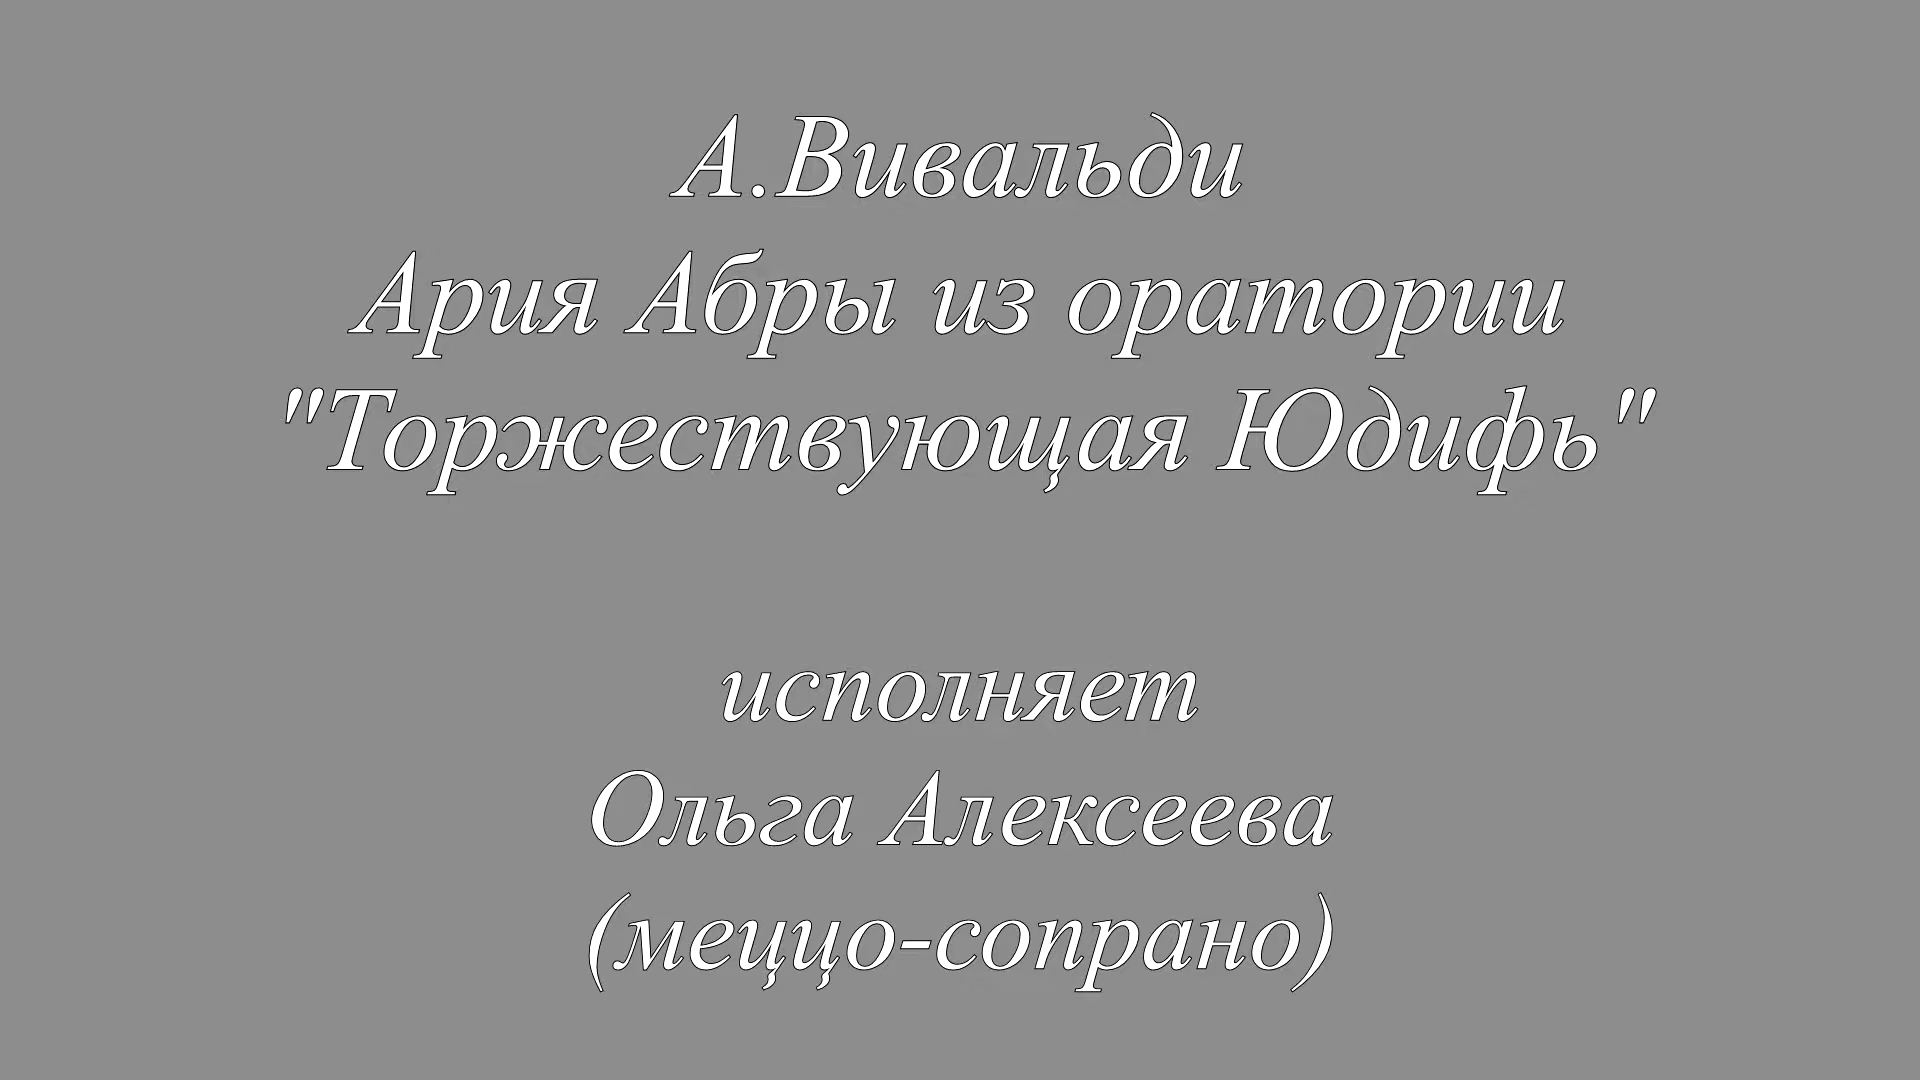 А.Вивальди
Ария Абры из оратории
"Торжествующая Юдифь"
исполняет
Ольга Алексеева
(меццо-сопрано)